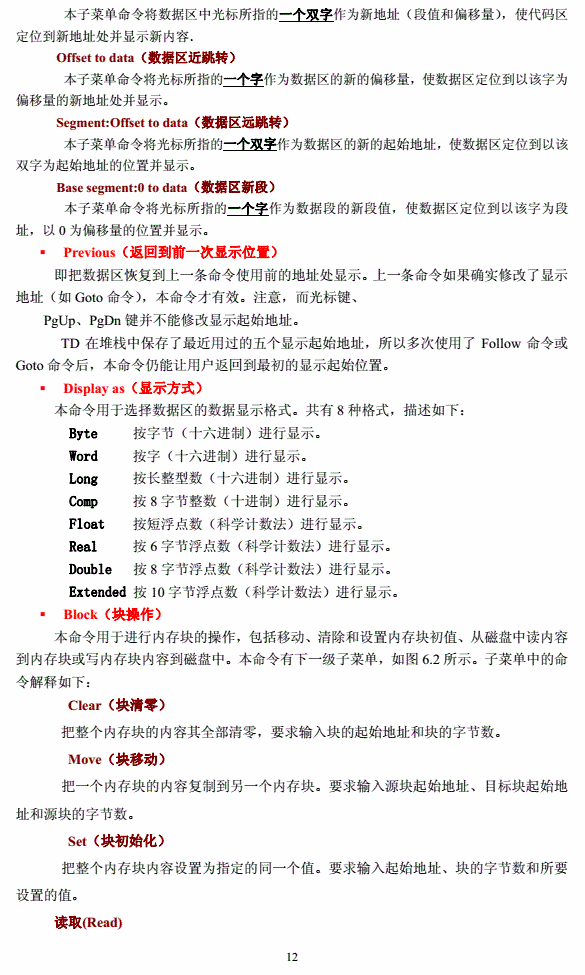 本子菜单命令将数据区中光标所指的一个双字作为新地址（段值和偏移量），使代码区
定位到新地址处并显示新内容.
Offset to data（数据区近跳转）
本子菜单命令将光标所指的一个字作为数据区的新的偏移量，使数据区定位到以该字为
偏移量的新地址处并显示。
Segment:Offset to data（数据区远跳转）
本子菜单命令将光标所指的一个双字作为数据区的新的起始地址，使数据区定位到以该
双字为起始地址的位置并显示。
Base segment:0 to data（数据区新段）
本子菜单命令将光标所指的一个字作为数据段的新段值，使数据区定位到以该字为段
址，以 0 为偏移量的位置并显示。
▪ Previous（返回到前一次显示位置）
即把数据区恢复到上一条命令使用前的地址处显示。上一条命令如果确实修改了显示
地址（如 Goto 命令），本命令才有效。注意，而光标键、
PgUp、PgDn 键并不能修改显示起始地址。
TD 在堆栈中保存了最近用过的五个显示起始地址，所以多次使用了 Follow 命令或
Goto 命令后，本命令仍能让用户返回到最初的显示起始位置。
▪ Display as（显示方式）
本命令用于选择数据区的数据显示格式。共有 8 种格式，描述如下：
Byte 按字节（十六进制）进行显示。
Word 按字（十六进制）进行显示。
Long 按长整型数（十六进制）进行显示。
Comp 按 8 字节整数（十进制）进行显示。
Float 按短浮点数（科学计数法）进行显示。
Real 按 6 字节浮点数（科学计数法）进行显示。
Double 按 8 字节浮点数（科学计数法）进行显示。
Extended 按 10 字节浮点数（科学计数法）进行显示。
▪ Block（块操作）
本命令用于进行内存块的操作，包括移动、清除和设置内存块初值、从磁盘中读内容
到内存块或写内存块内容到磁盘中。本命令有下一级子菜单，如图 6.2 所示。子菜单中的命
令解释如下：
Clear（块清零）
把整个内存块的内容其全部清零，要求输入块的起始地址和块的字节数。
Move（块移动）
把一个内存块的内容复制到另一个内存块。要求输入源块起始地址、目标块起始地
址和源块的字节数。
Set（块初始化）
把整个内存块内容设置为指定的同一个值。要求输入起始地址、块的字节数和所要
设置的值。
读取(Read)
12